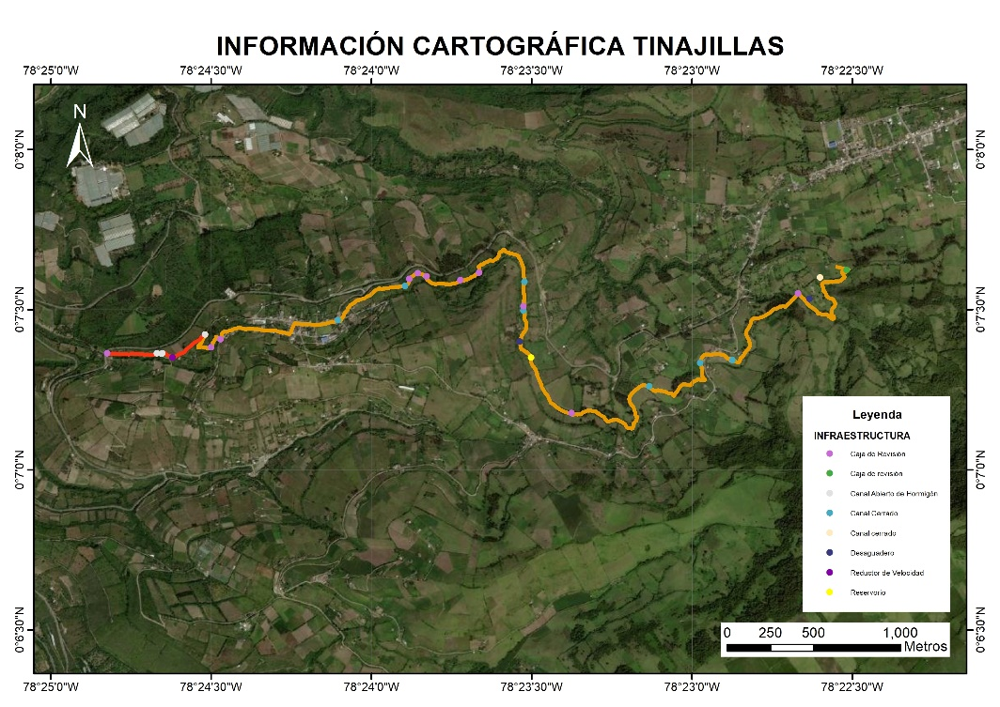 INFORMACIÓN CARTOGRÁFICA TINAJILLAS
78°25'0"W 78°24'30"W 78°24'0"W 78°23'30"W 78°23'0"W 78°22'30"W
N
0°8'0"N 0°8'0"N
0°7'30"N 0°7'30"N
0°7'0"N 0°7'0"N
0°6'30"N 0°6'30"N
Leyenda
INFRAESTRUCTURA
Caja de Revisión
Caja de revisión
Canal Abierto de Hormigón
Canal Cerrado
Canal cerrado
Desaguadero
Reductor de Velocidad
Reservorio
0 250 500 1,000
Metros
78°25'0"W 78°24'30"W 78°24'0"W 78°23'30"W 78°23'0"W 78°22'30"W